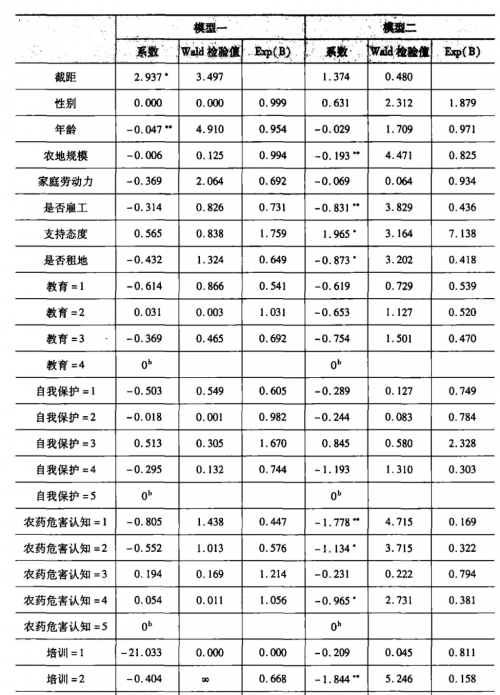 模型一 模型二
系数 Wald 检验值 Exp(B) 系数 Wald 检验值 Exp(B)
截距 2.937* 3.497 1.374 0.480
性别 0.000 0.000 0.999 0.631 2.312 1.879
年龄 -0.047** 4.910 0.954 -0.029 1.709 0.971
农地规模 -0.006 0.125 0.994 -0.193** 4.471 0.825
家庭劳动力 -0.369 2.064 0.692 -0.069 0.064 0.934
是否雇工 -0.314 0.826 0.731 -0.831** 3.829 0.436
支持态度 0.565 0.838 1.759 1.965* 3.164 7.138
是否租地 -0.432 1.324 0.649 -0.873* 3.202 0.418
教育=1 -0.614 0.866 0.541 -0.619 0.729 0.539
教育=2 0.031 0.003 1.031 -0.653 1.127 0.520
教育=3 -0.369 0.465 0.692 -0.754 1.501 0.470
教育=4 0b 0b
自我保护=1 -0.503 0.549 0.605 -0.289 0.127 0.749
自我保护=2 -0.018 0.001 0.982 -0.244 0.083 0.784
自我保护=3 0.513 0.305 1.670 0.845 0.580 2.328
自我保护=4 -0.295 0.132 0.744 -1.193 1.310 0.303
自我保护=5 0b 0b
农药危害认知=1 -0.805 1.438 0.447 -1.778** 4.715 0.169
农药危害认知=2 -0.552 1.013 0.576 -1.134* 3.715 0.322
农药危害认知=3 0.194 0.169 1.214 -0.231 0.222 0.794
农药危害认知=4 0.054 0.011 1.056 -0.965* 2.731 0.381
农药危害认知=5 0b 0b
培训=1 -21.033 0.000 0.000 -0.209 0.045 0.811
培训=2 -0.404 ∞ 0.668 -1.844** 5.246 0.158